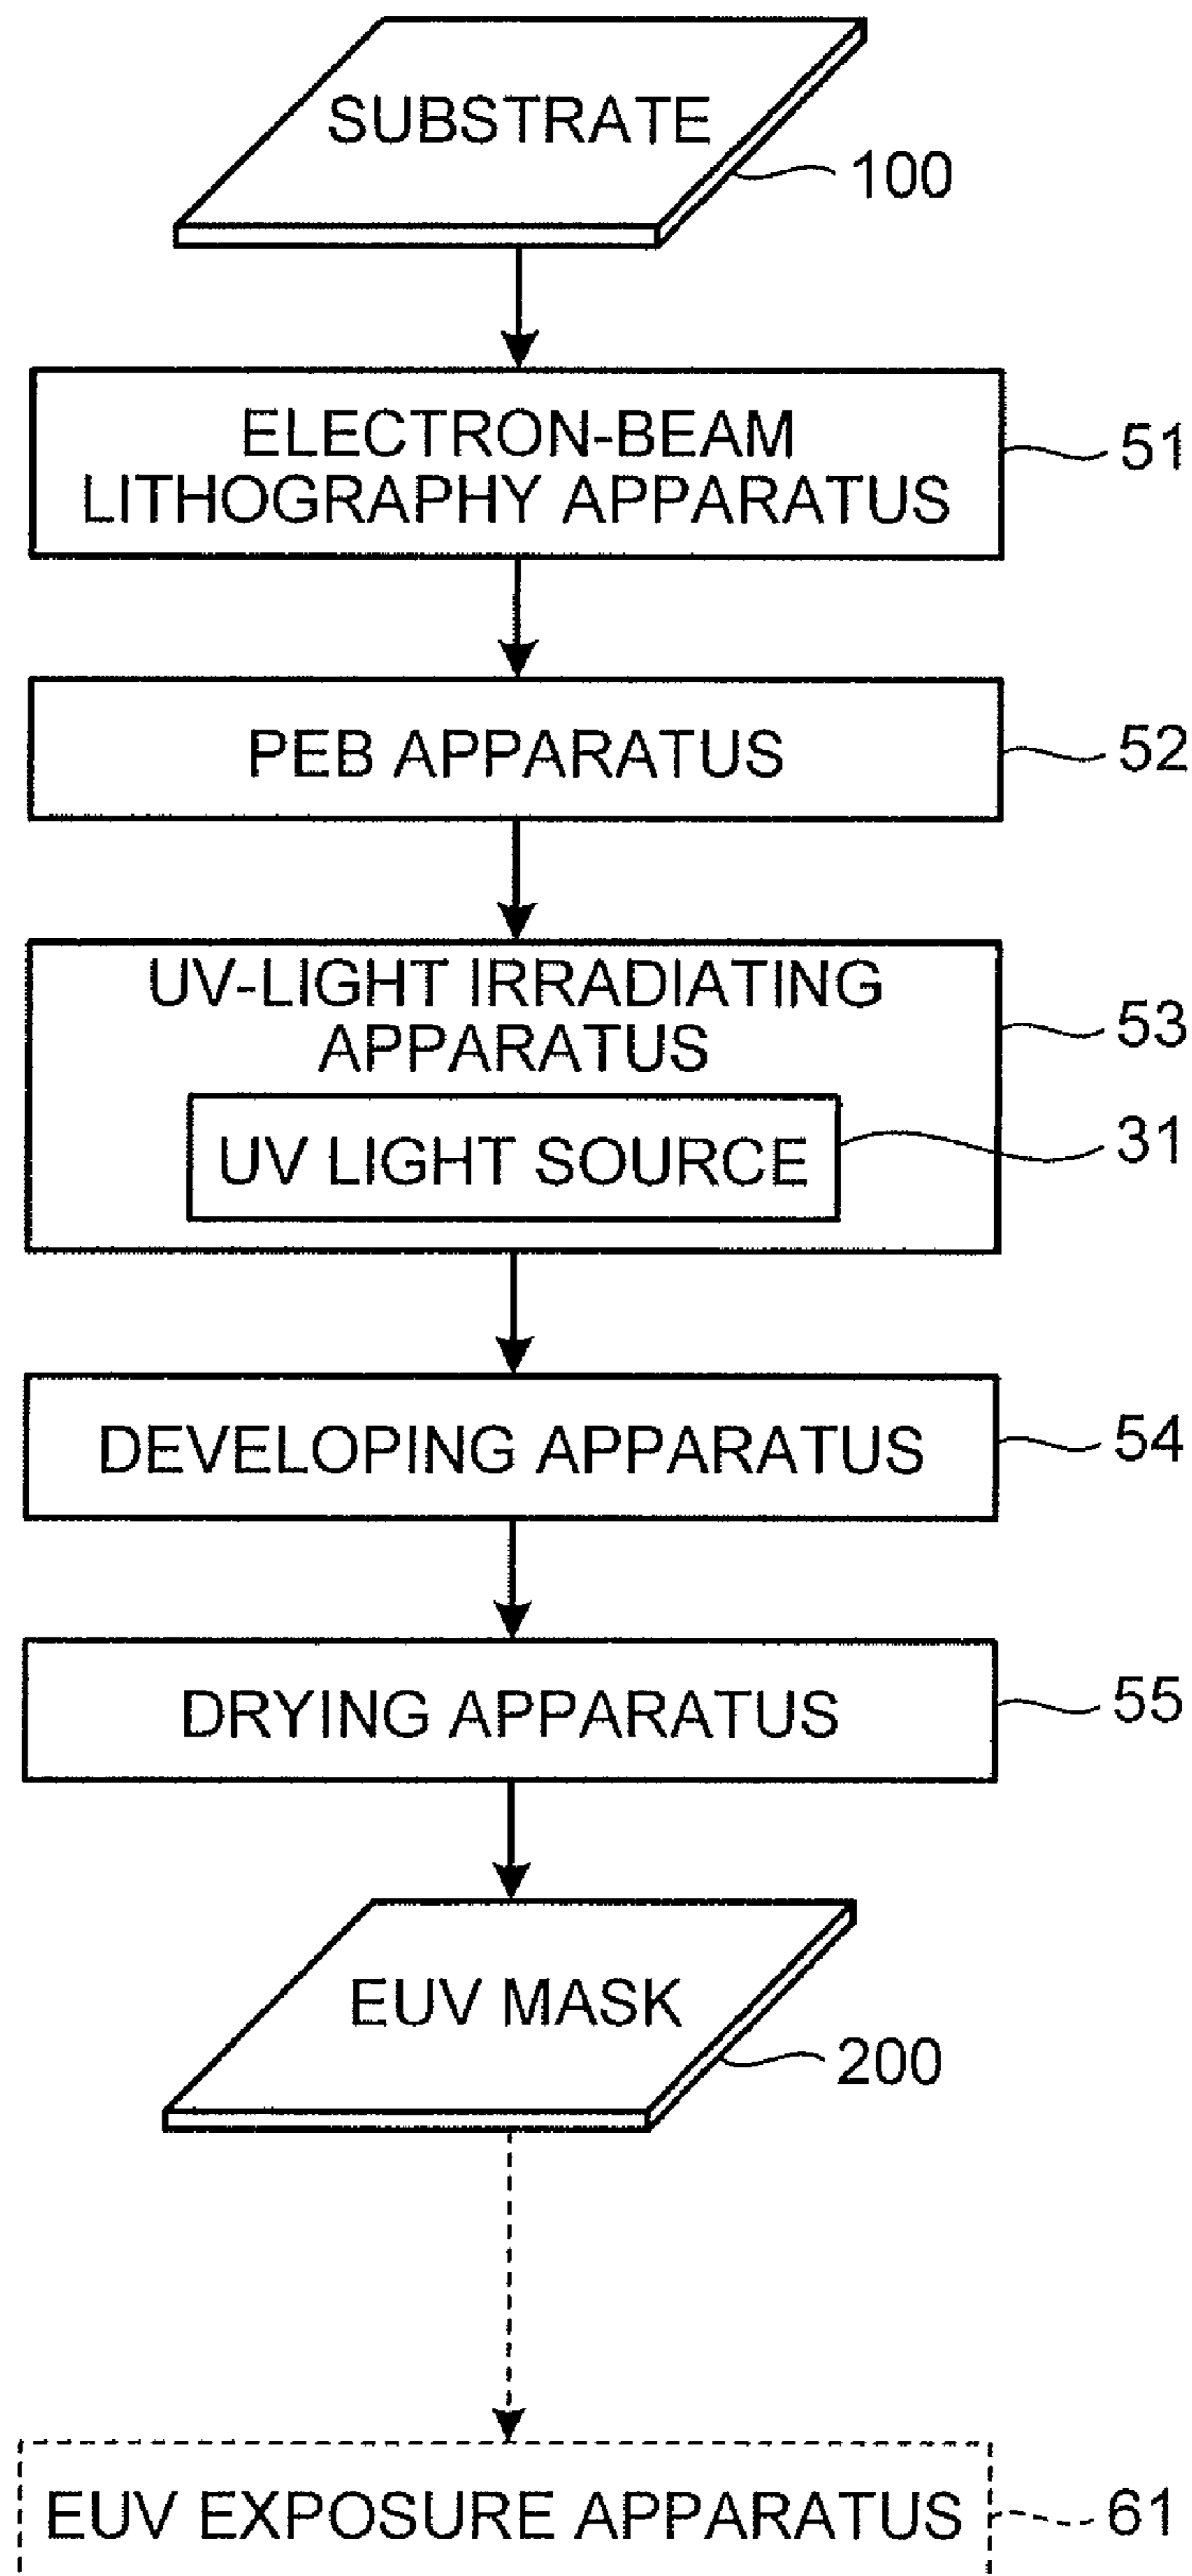 SUBSTRATE
100
ELECTRON-BEAM
LITHOGRAPHY APPARATUS
51
PEB APPARATUS
52
UV-LIGHT IRRADIATING
APPARATUS
53
UV LIGHT SOURCE
31
DEVELOPING APPARATUS
54
DRYING APPARATUS
55
EUV MASK
200
EUV EXPOSURE APPARATUS
61